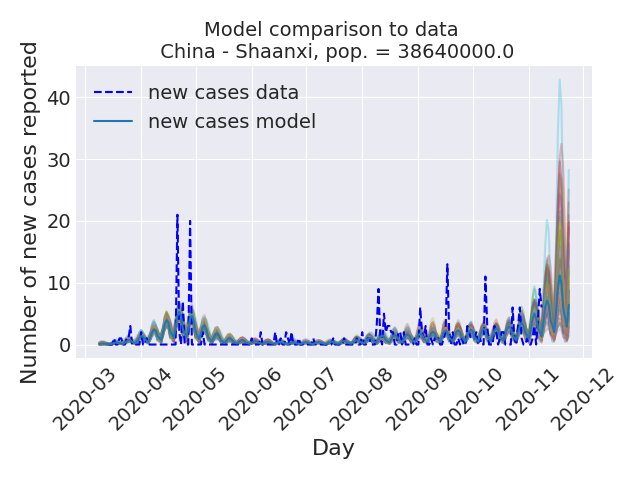 Model comparison to data
China - Shaanxi, pop. = 38640000.0
Number of new cases reported
40
30
20
10
0
new cases data
new cases model
2020-03
2020-04
2020-05
2020-06
2020-07
2020-08
2020-09
2020-10
2020-11
2020-12
Day